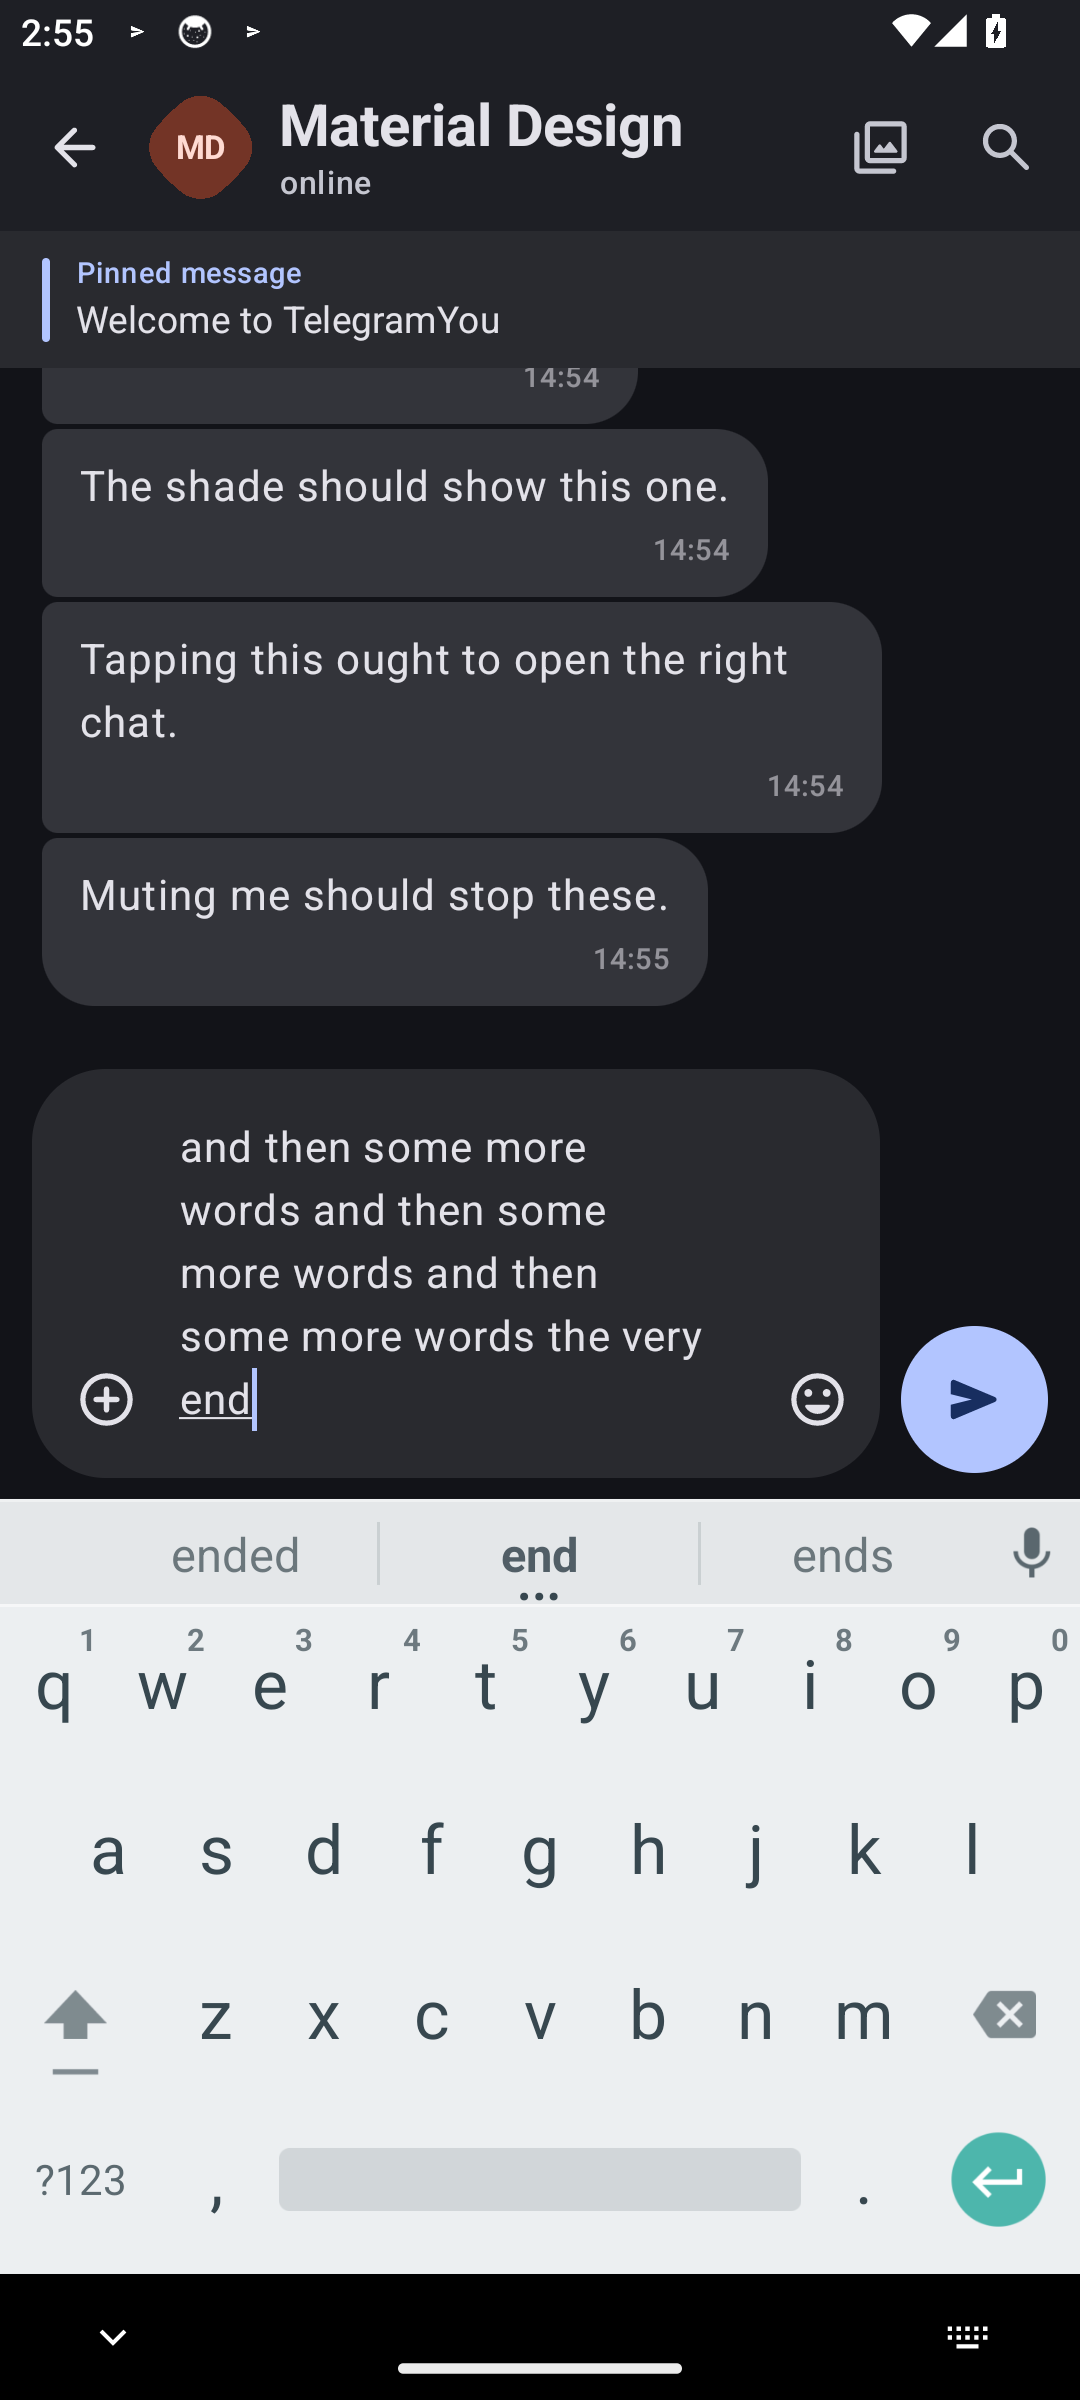 2:55
MD
Material Design
online
Pinned message
Welcome to TelegramYou
14:54
The shade should show this one.
14:54
Tapping this ought to open the right
chat.
14:54
Muting me should stop these.
14:55
and then some more
words and then some
more words and then
some more words the very
end
ended end ends
1 2 3 4 5 6 7 8 9 0
q w e r t y u i o p
a s d f g h j k l
z x c v b n m
?123 , .